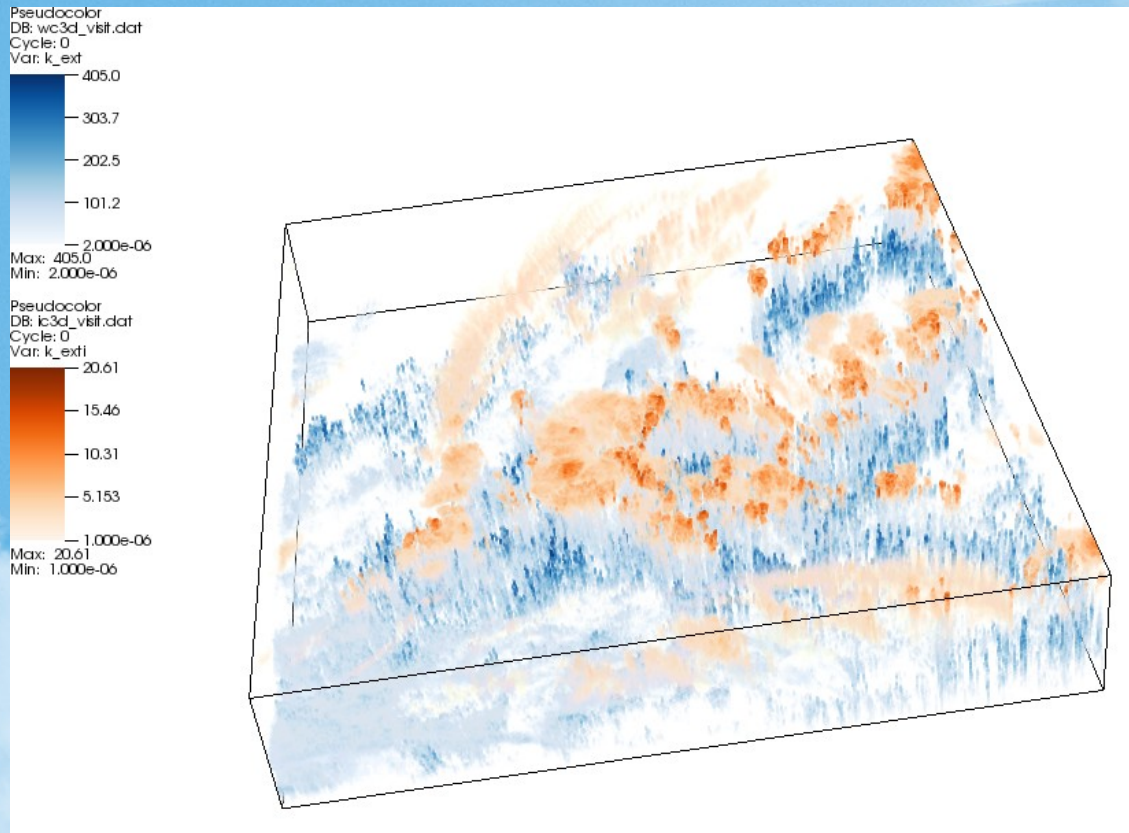 Pseudocolor
DB: wc3d_visit.dat
Cycle: 0
Var: k_ext
405.0
303.7
202.5
101.2
2.000e-06
Max: 405.0
Min: 2.000e-06
Pseudocolor
DB: ic3d_visit.dat
Cycle: 0
Var: k_exti
20.61
15.46
10.31
5.153
1.000e-06
Max: 20.61
Min: 1.000e-06